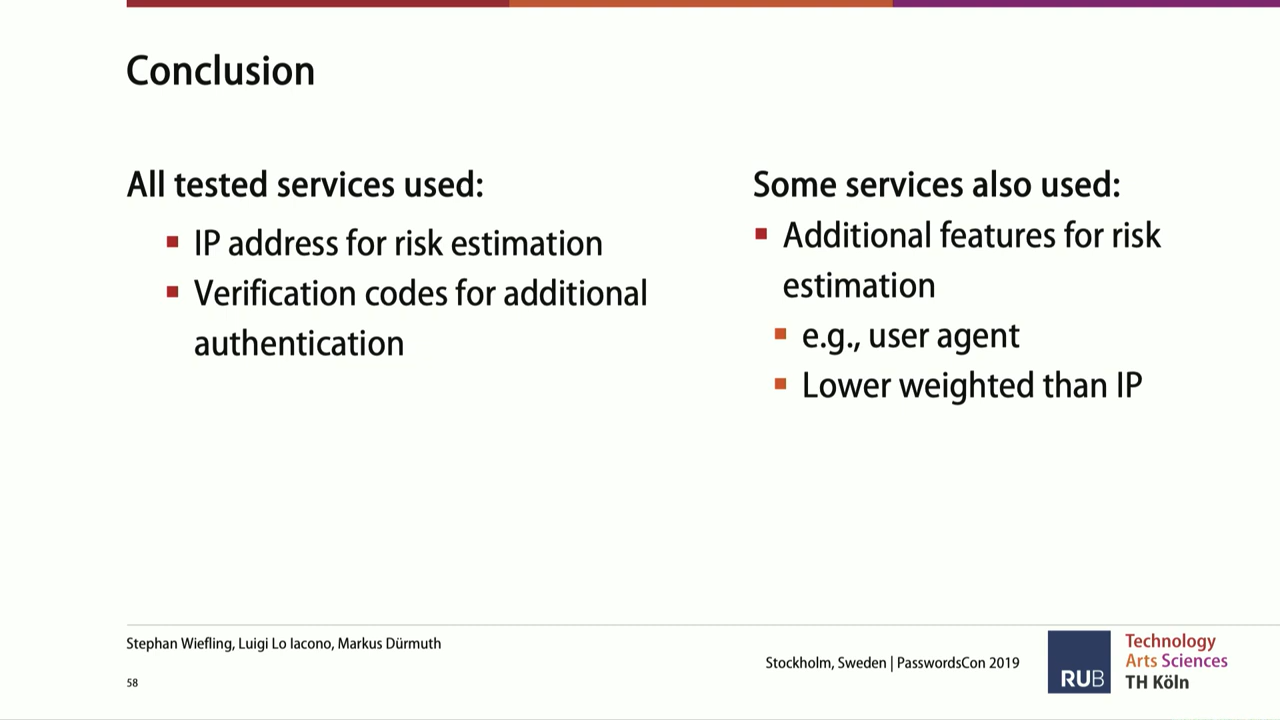 Conclusion
All tested services used:
IP address for risk estimation
Verification codes for additional
authentication
Some services also used:
Additional features for risk
estimation
e.g., user agent
Lower weighted than IP
Stephan Wiefling, Luigi Lo Iacono, Markus Dürmuth
58
Stockholm, Sweden | PasswordsCon 2019
RUB
Technology
Arts Sciences
TH Köln